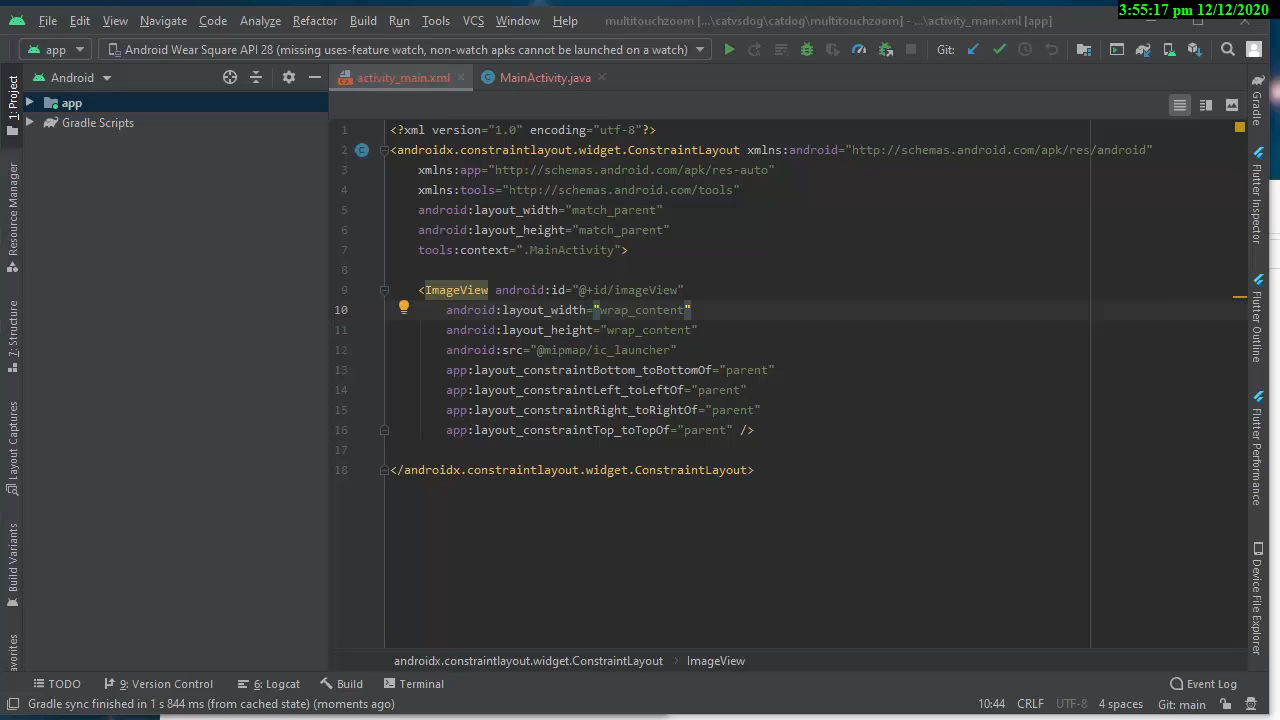 3:55:17 pm 12/12/2020
File Edit View Navigate Code Analyze Refactor Build Run Tools VCS Window Help multitouchzoom [...\catvsdog\catdog\multitouchzoom] - ...\activity_main.xml [app]
app Android Wear Square API 28 (missing uses-feature watch, non-watch apks cannot be launched on a watch) Git:
Android activity_main.xml MainActivity.java
app
Gradle Scripts
1: Project
Resource Manager
7: Structure
Layout Captures
Build Variants
avorites
1 <?xml version="1.0" encoding="utf-8"?>
2 <androidx.constraintlayout.widget.ConstraintLayout xmlns:android="http://schemas.android.com/apk/res/android"
3 xmlns:app="http://schemas.android.com/apk/res-auto"
4 xmlns:tools="http://schemas.android.com/tools"
5 android:layout_width="match_parent"
6 android:layout_height="match_parent"
7 tools:context=".MainActivity">
8
9 <ImageView android:id="@+id/imageView"
10 android:layout_width="wrap_content"
11 android:layout_height="wrap_content"
12 android:src="@mipmap/ic_launcher"
13 app:layout_constraintBottom_toBottomOf="parent"
14 app:layout_constraintLeft_toLeftOf="parent"
15 app:layout_constraintRight_toRightOf="parent"
16 app:layout_constraintTop_toTopOf="parent" />
17
18 </androidx.constraintlayout.widget.ConstraintLayout>
Gradle
Flutter Inspector
Flutter Outline
Flutter Performance
Device File Explorer
androidx.constraintlayout.widget.ConstraintLayout › ImageView
TODO 9: Version Control 6: Logcat Build Terminal Event Log
Gradle sync finished in 1 s 844 ms (from cached state) (moments ago) 10:44 CRLF UTF-8 4 spaces Git: main